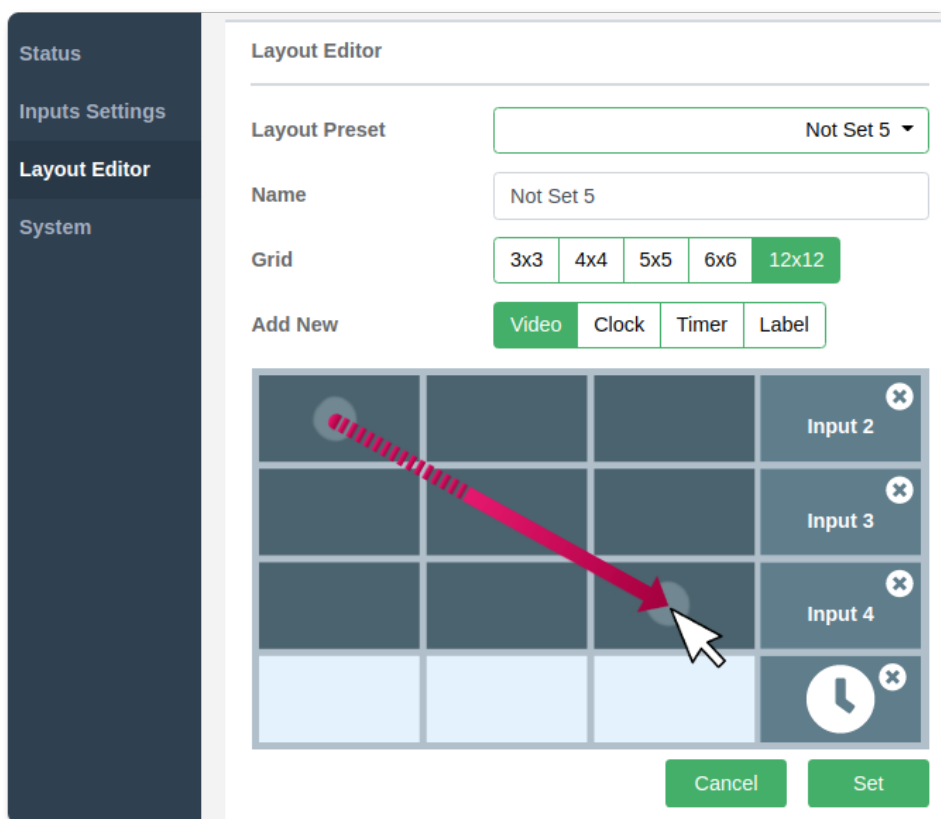 Status
Inputs Settings
Layout Editor
System
Layout Editor
Layout Preset Not Set 5
Name Not Set 5
Grid 3x3 4x4 5x5 6x6 12x12
Add New Video Clock Timer Label
Input 2
Input 3
Input 4
Cancel Set